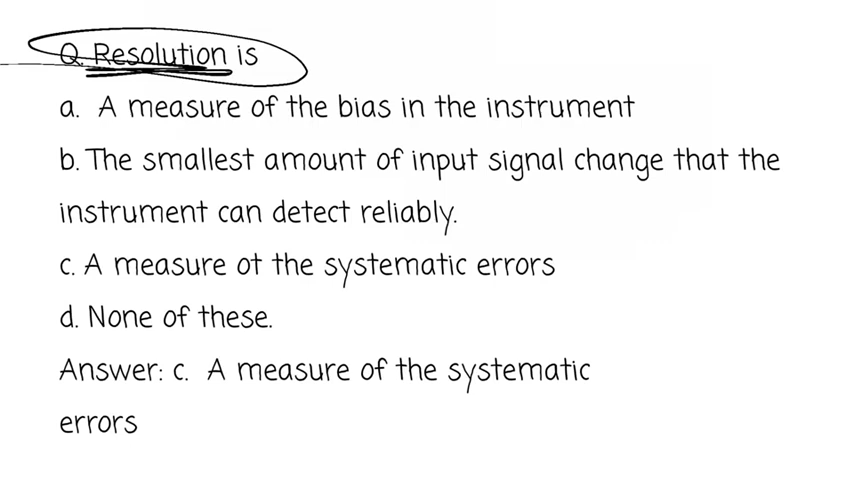 Q. Resolution is
a. A measure of the bias in the instrument
b. The smallest amount of input signal change that the
instrument can detect reliably.
c. A measure ot the systematic errors
d. None of these.
Answer: c. A measure of the systematic
errors